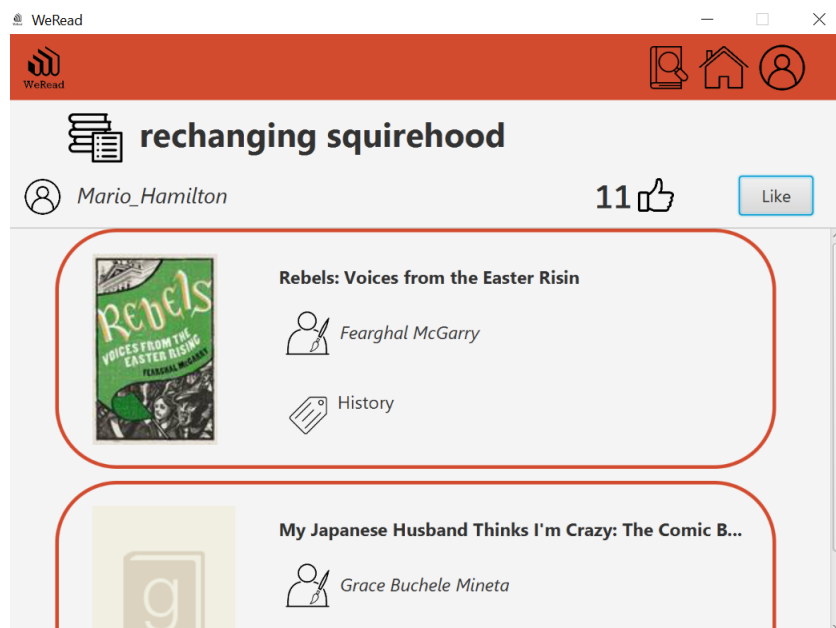 WeRead
WeRead
rechanging squirehood
Mario_Hamilton
11
Like
REBELS
VOICES FROM THE
EASTER RISING
FEARGHAL McGARRY
Rebels: Voices from the Easter Risin
Fearghal McGarry
History
g
My Japanese Husband Thinks I'm Crazy: The Comic B...
Grace Buchele Mineta